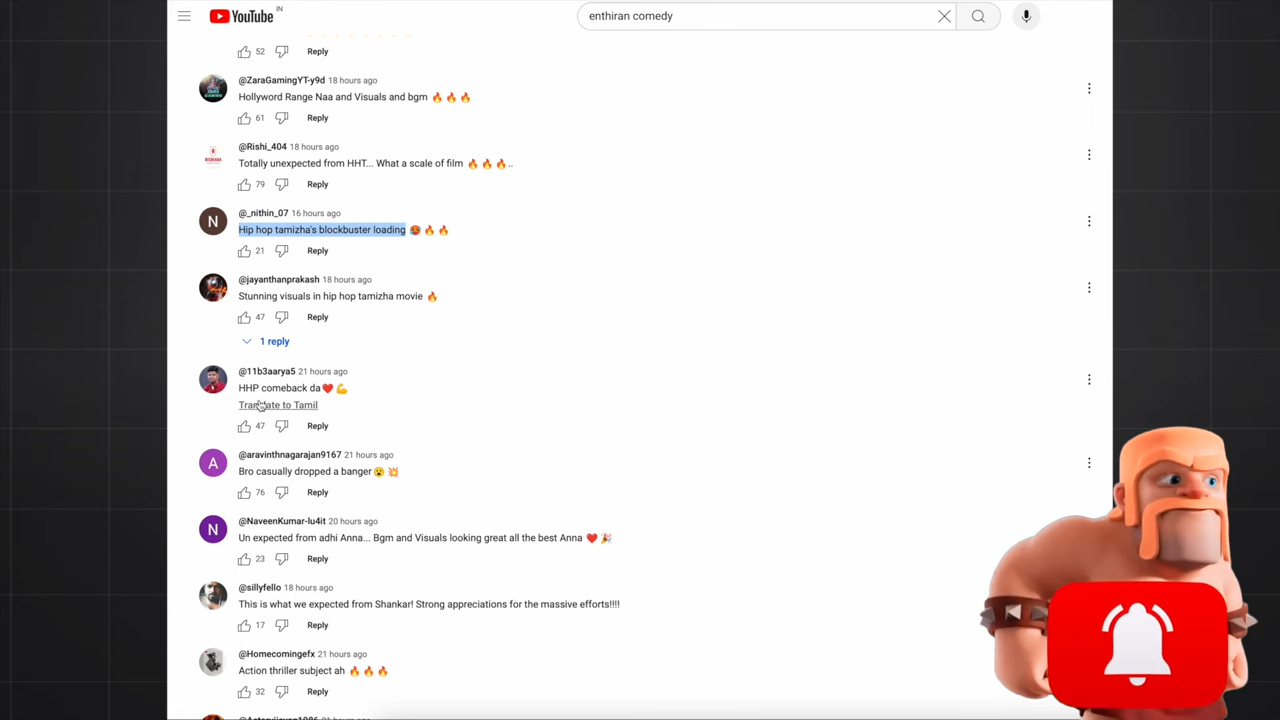 YouTube IN
enthiran comedy
52 Reply
@ZaraGamingYT-y9d 18 hours ago
Hollyword Range Naa and Visuals and bgm 🔥 🔥 🔥
61 Reply
@Rishi_404 18 hours ago
Totally unexpected from HHT... What a scale of film 🔥 🔥 🔥..
79 Reply
@_nithin_07 16 hours ago
N
Hip hop tamizha's blockbuster loading 🥵 🔥 🔥
21 Reply
@jayanthanprakash 18 hours ago
Stunning visuals in hip hop tamizha movie 🔥
47 Reply
1 reply
@11b3aarya5 21 hours ago
HHP comeback da❤️ 💪
Translate to Tamil
47 Reply
@aravinthnagarajan9167 21 hours ago
A
Bro casually dropped a banger😮 💥
76 Reply
@NaveenKumar-lu4it 20 hours ago
N
Un expected from adhi Anna... Bgm and Visuals looking great all the best Anna ❤️ 🎉
23 Reply
@sillyfello 18 hours ago
This is what we expected from Shankar! Strong appreciations for the massive efforts!!!!
17 Reply
@Homecomingefx 21 hours ago
Action thriller subject ah 🔥 🔥 🔥
32 Reply